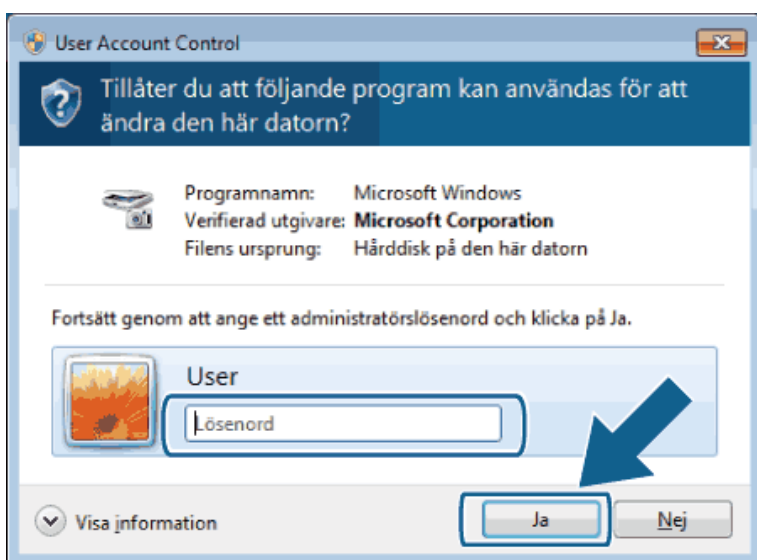 User Account Control
Tillåter du att följande program kan användas för att
ändra den här datorn?
Programnamn: Microsoft Windows
Verifierad utgivare: Microsoft Corporation
Filens ursprung: Hårddisk på den här datorn
Fortsätt genom att ange ett administratörslösenord och klicka på Ja.
User
Lösenord
Visa information
Ja
Nej